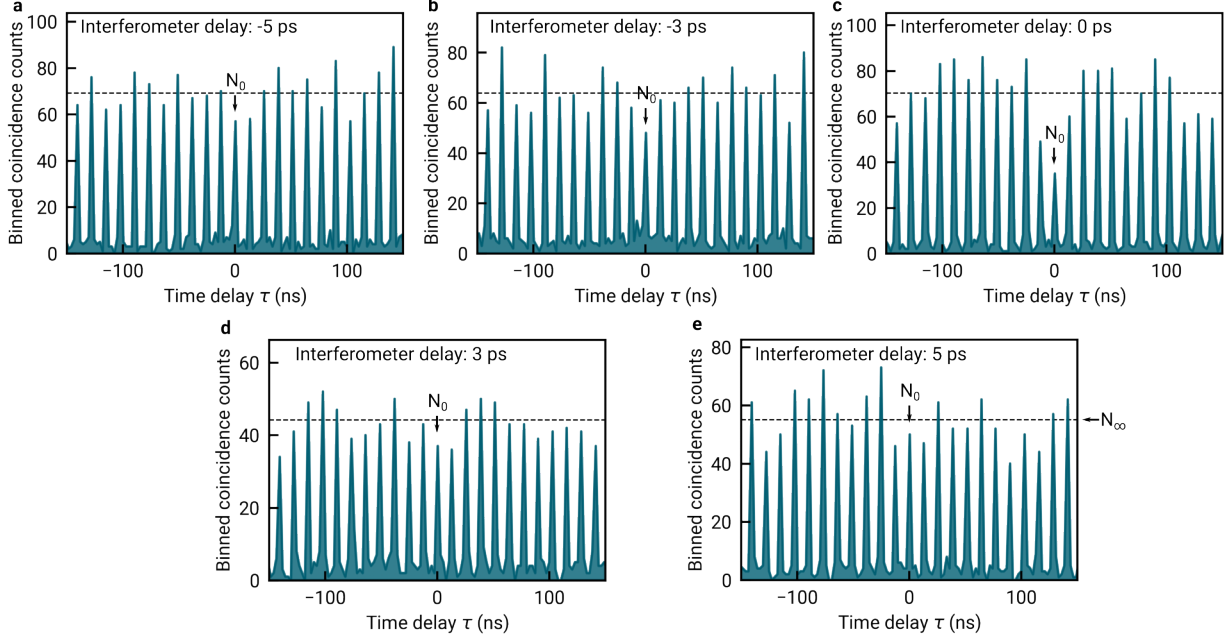 a
Interferometer delay: -5 ps
Binned coincidence counts
100
80
60
40
20
0
N₀
−100
0
100
Time delay τ (ns)
b
Interferometer delay: -3 ps
Binned coincidence counts
80
60
40
20
0
N₀
−100
0
100
Time delay τ (ns)
c
Interferometer delay: 0 ps
Binned coincidence counts
100
80
60
40
20
0
N₀
−100
0
100
Time delay τ (ns)
d
Interferometer delay: 3 ps
Binned coincidence counts
60
40
20
0
N₀
−100
0
100
Time delay τ (ns)
e
Interferometer delay: 5 ps
Binned coincidence counts
80
60
40
20
0
N₀
N∞
−100
0
100
Time delay τ (ns)